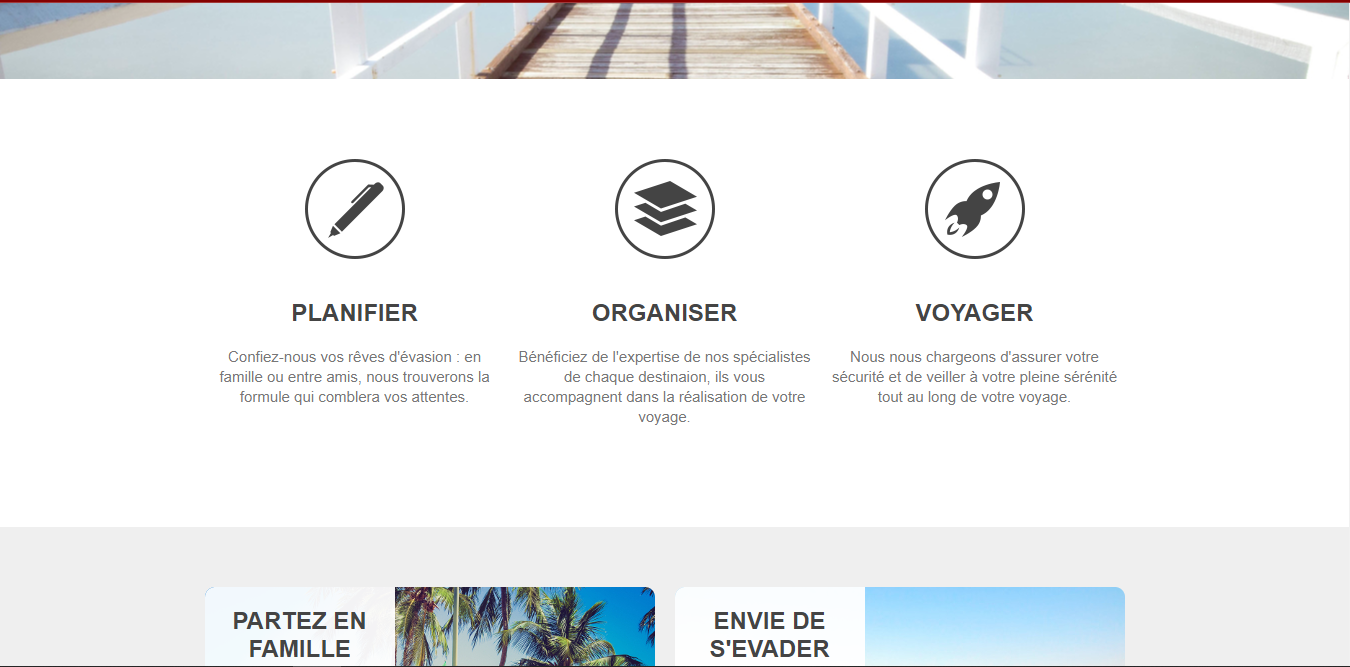 PLANIFIER
Confiez-nous vos rêves d'évasion : en
famille ou entre amis, nous trouverons la
formule qui comblera vos attentes.
ORGANISER
Bénéficiez de l'expertise de nos spécialistes
de chaque destinaion, ils vous
accompagnent dans la réalisation de votre
voyage.
VOYAGER
Nous nous chargeons d'assurer votre
sécurité et de veiller à votre pleine sérénité
tout au long de votre voyage.
PARTEZ EN
FAMILLE
ENVIE DE
S'EVADER